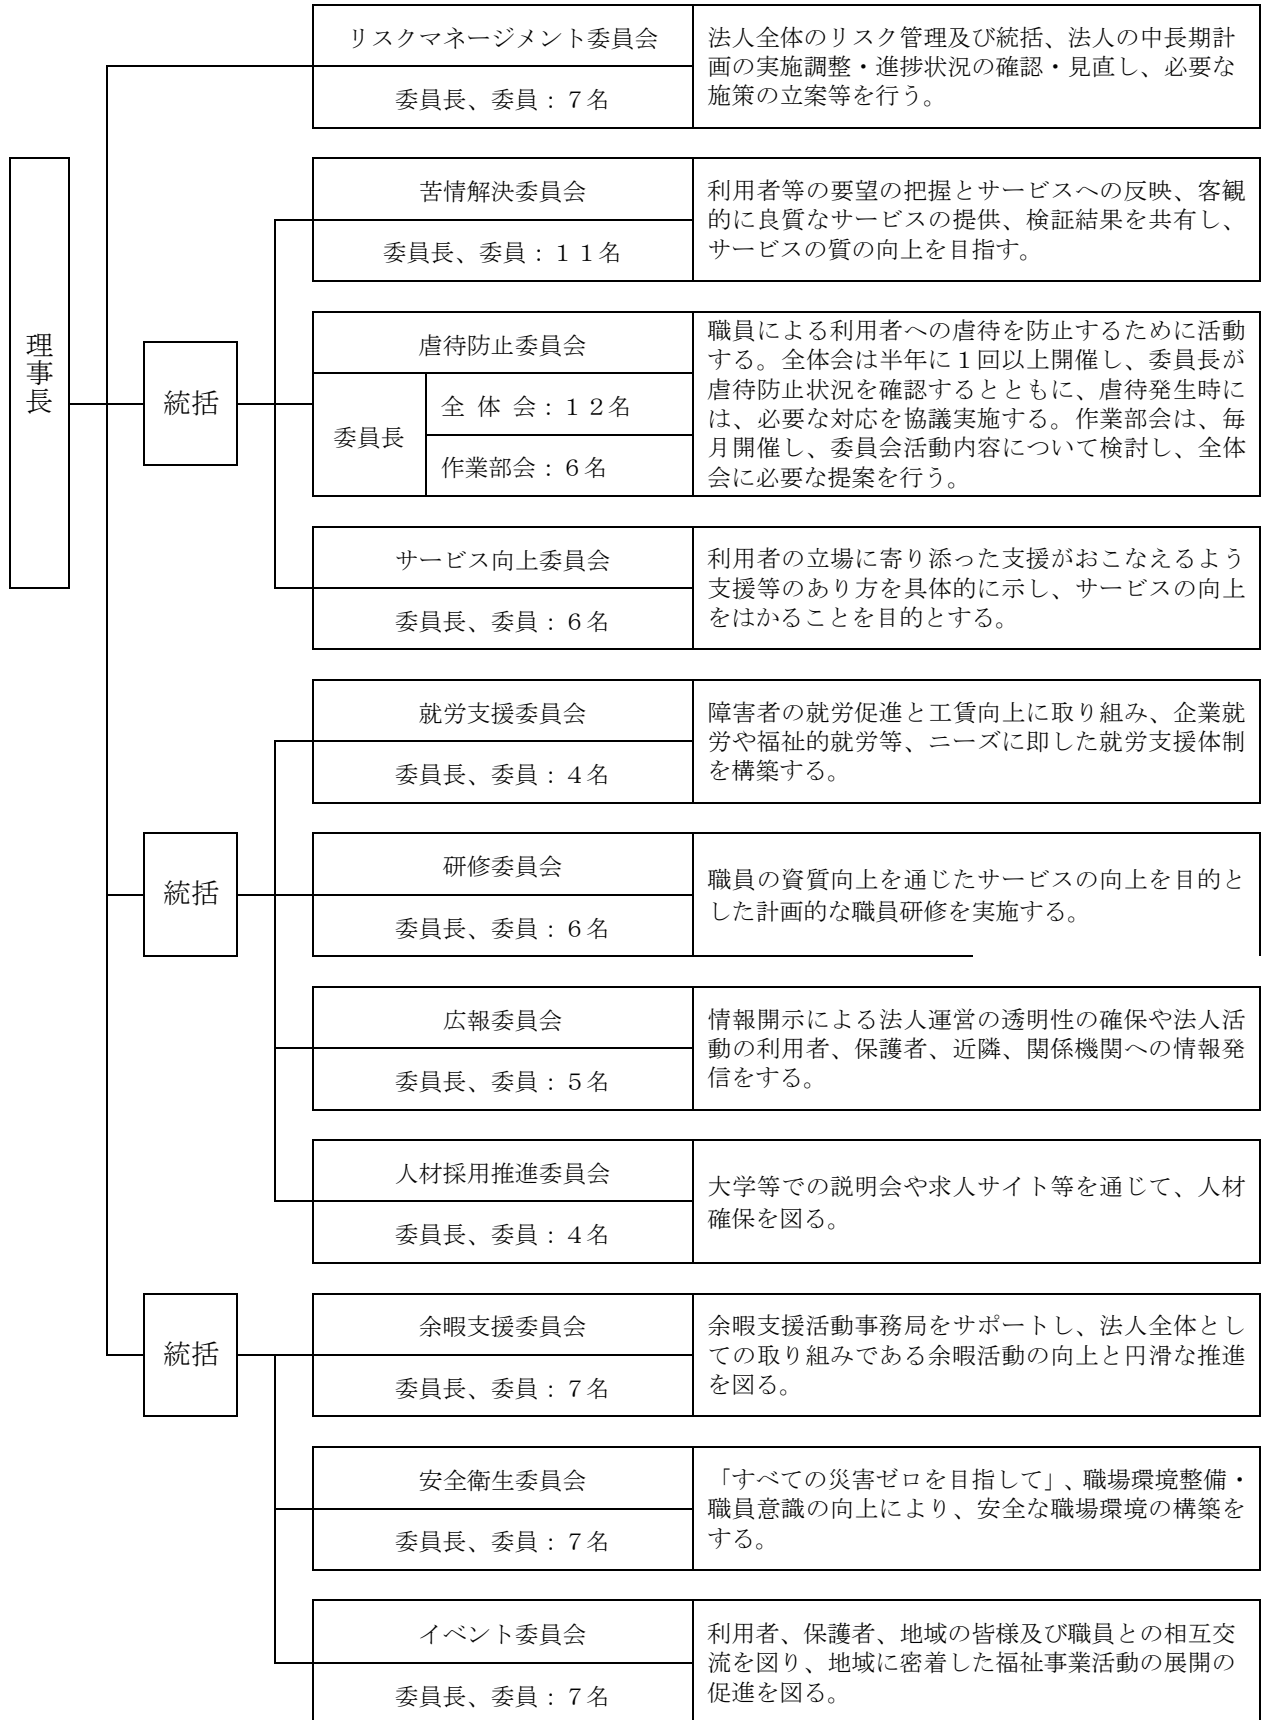 リスクマネージメント委員会
委員長、委員：７名
法人全体のリスク管理及び統括、法人の中長期計
画の実施調整・進捗状況の確認・見直し、必要な
施策の立案等を行う。
理事長
統括
苦情解決委員会
委員長、委員：１１名
利用者等の要望の把握とサービスへの反映、客観
的に良質なサービスの提供、検証結果を共有し、
サービスの質の向上を目指す。
虐待防止委員会
委員長
全 体 会：１２名
作業部会：６名
職員による利用者への虐待を防止するために活動
する。全体会は半年に１回以上開催し、委員長が
虐待防止状況を確認するとともに、虐待発生時に
は、必要な対応を協議実施する。作業部会は、毎
月開催し、委員会活動内容について検討し、全体
会に必要な提案を行う。
サービス向上委員会
委員長、委員：６名
利用者の立場に寄り添った支援がおこなえるよう
支援等のあり方を具体的に示し、サービスの向上
をはかることを目的とする。
統括
就労支援委員会
委員長、委員：４名
障害者の就労促進と工賃向上に取り組み、企業就
労や福祉的就労等、ニーズに即した就労支援体制
を構築する。
研修委員会
委員長、委員：６名
職員の資質向上を通じたサービスの向上を目的と
した計画的な職員研修を実施する。
広報委員会
委員長、委員：５名
情報開示による法人運営の透明性の確保や法人活
動の利用者、保護者、近隣、関係機関への情報発
信をする。
人材採用推進委員会
委員長、委員：４名
大学等での説明会や求人サイト等を通じて、人材
確保を図る。
統括
余暇支援委員会
委員長、委員：７名
余暇支援活動事務局をサポートし、法人全体とし
ての取り組みである余暇活動の向上と円滑な推進
を図る。
安全衛生委員会
委員長、委員：７名
「すべての災害ゼロを目指して」、職場環境整備・
職員意識の向上により、安全な職場環境の構築を
する。
イベント委員会
委員長、委員：７名
利用者、保護者、地域の皆様及び職員との相互交
流を図り、地域に密着した福祉事業活動の展開の
促進を図る。